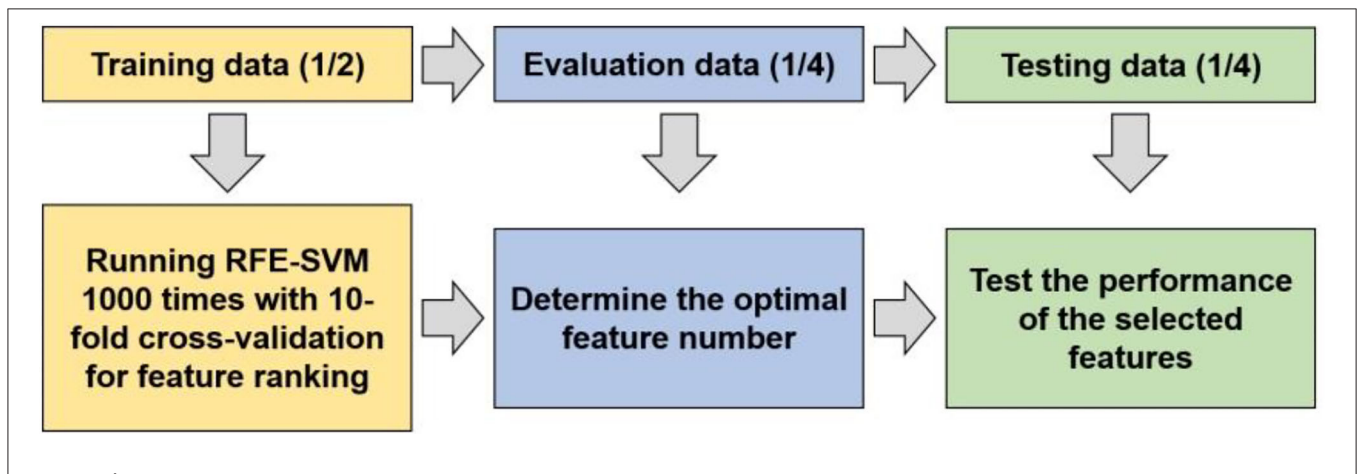 Training data (1/2)
Evaluation data (1/4)
Testing data (1/4)
Running RFE-SVM
1000 times with 10-
fold cross-validation
for feature ranking
Determine the optimal
feature number
Test the performance
of the selected
features